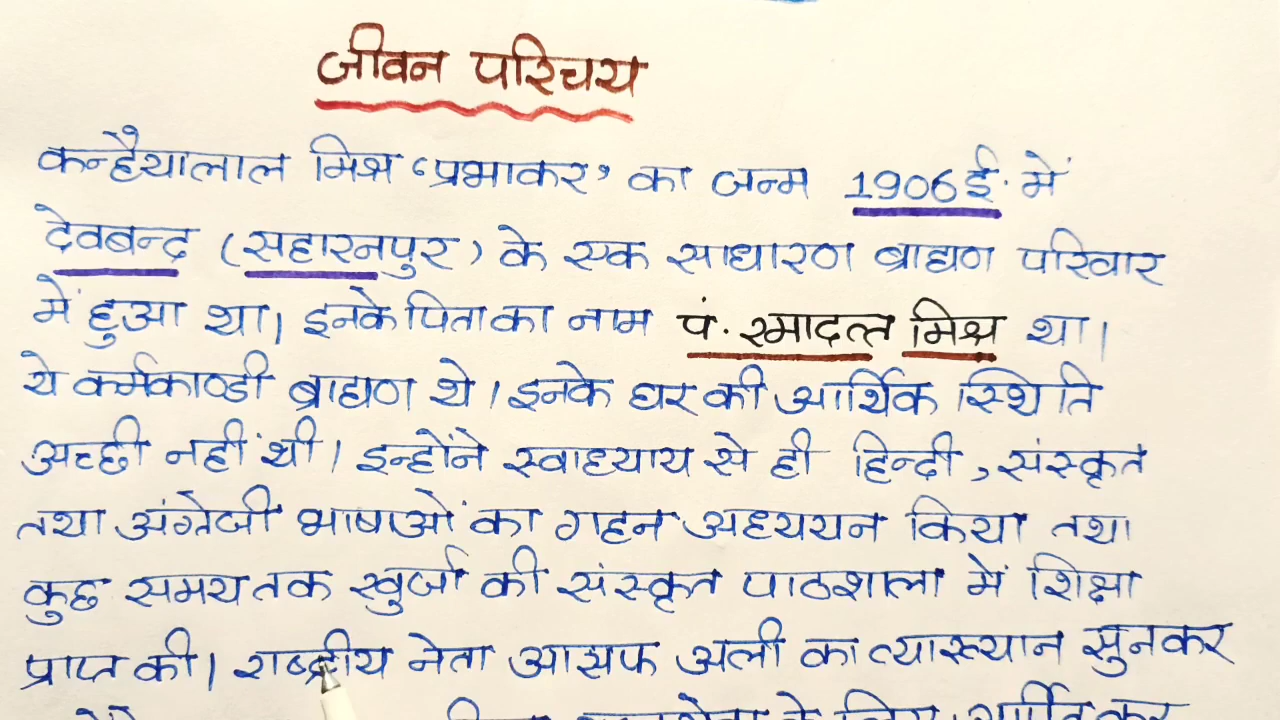 जीवन परिचय
कन्हैयालाल मिश्र ‘प्रभाकर’ का जन्म 1906 ई. में
देवबन्द (सहारनपुर) के एक साधारण ब्राह्मण परिवार
में हुआ था। इनके पिता का नाम पं. रमादत्त मिश्र था।
ये कर्मकाण्डी ब्राह्मण थे। इनके घर की आर्थिक स्थिति
अच्छी नहीं थी। इन्होंने स्वाध्याय से ही हिन्दी, संस्कृत
तथा अंग्रेजी भाषाओं का गहन अध्ययन किया तथा
कुछ समय तक खुर्जा की संस्कृत पाठशाला में शिक्षा
प्राप्त की। राष्ट्रीय नेता आसफ अली का व्याख्यान सुनकर
के लिए अर्पित कर